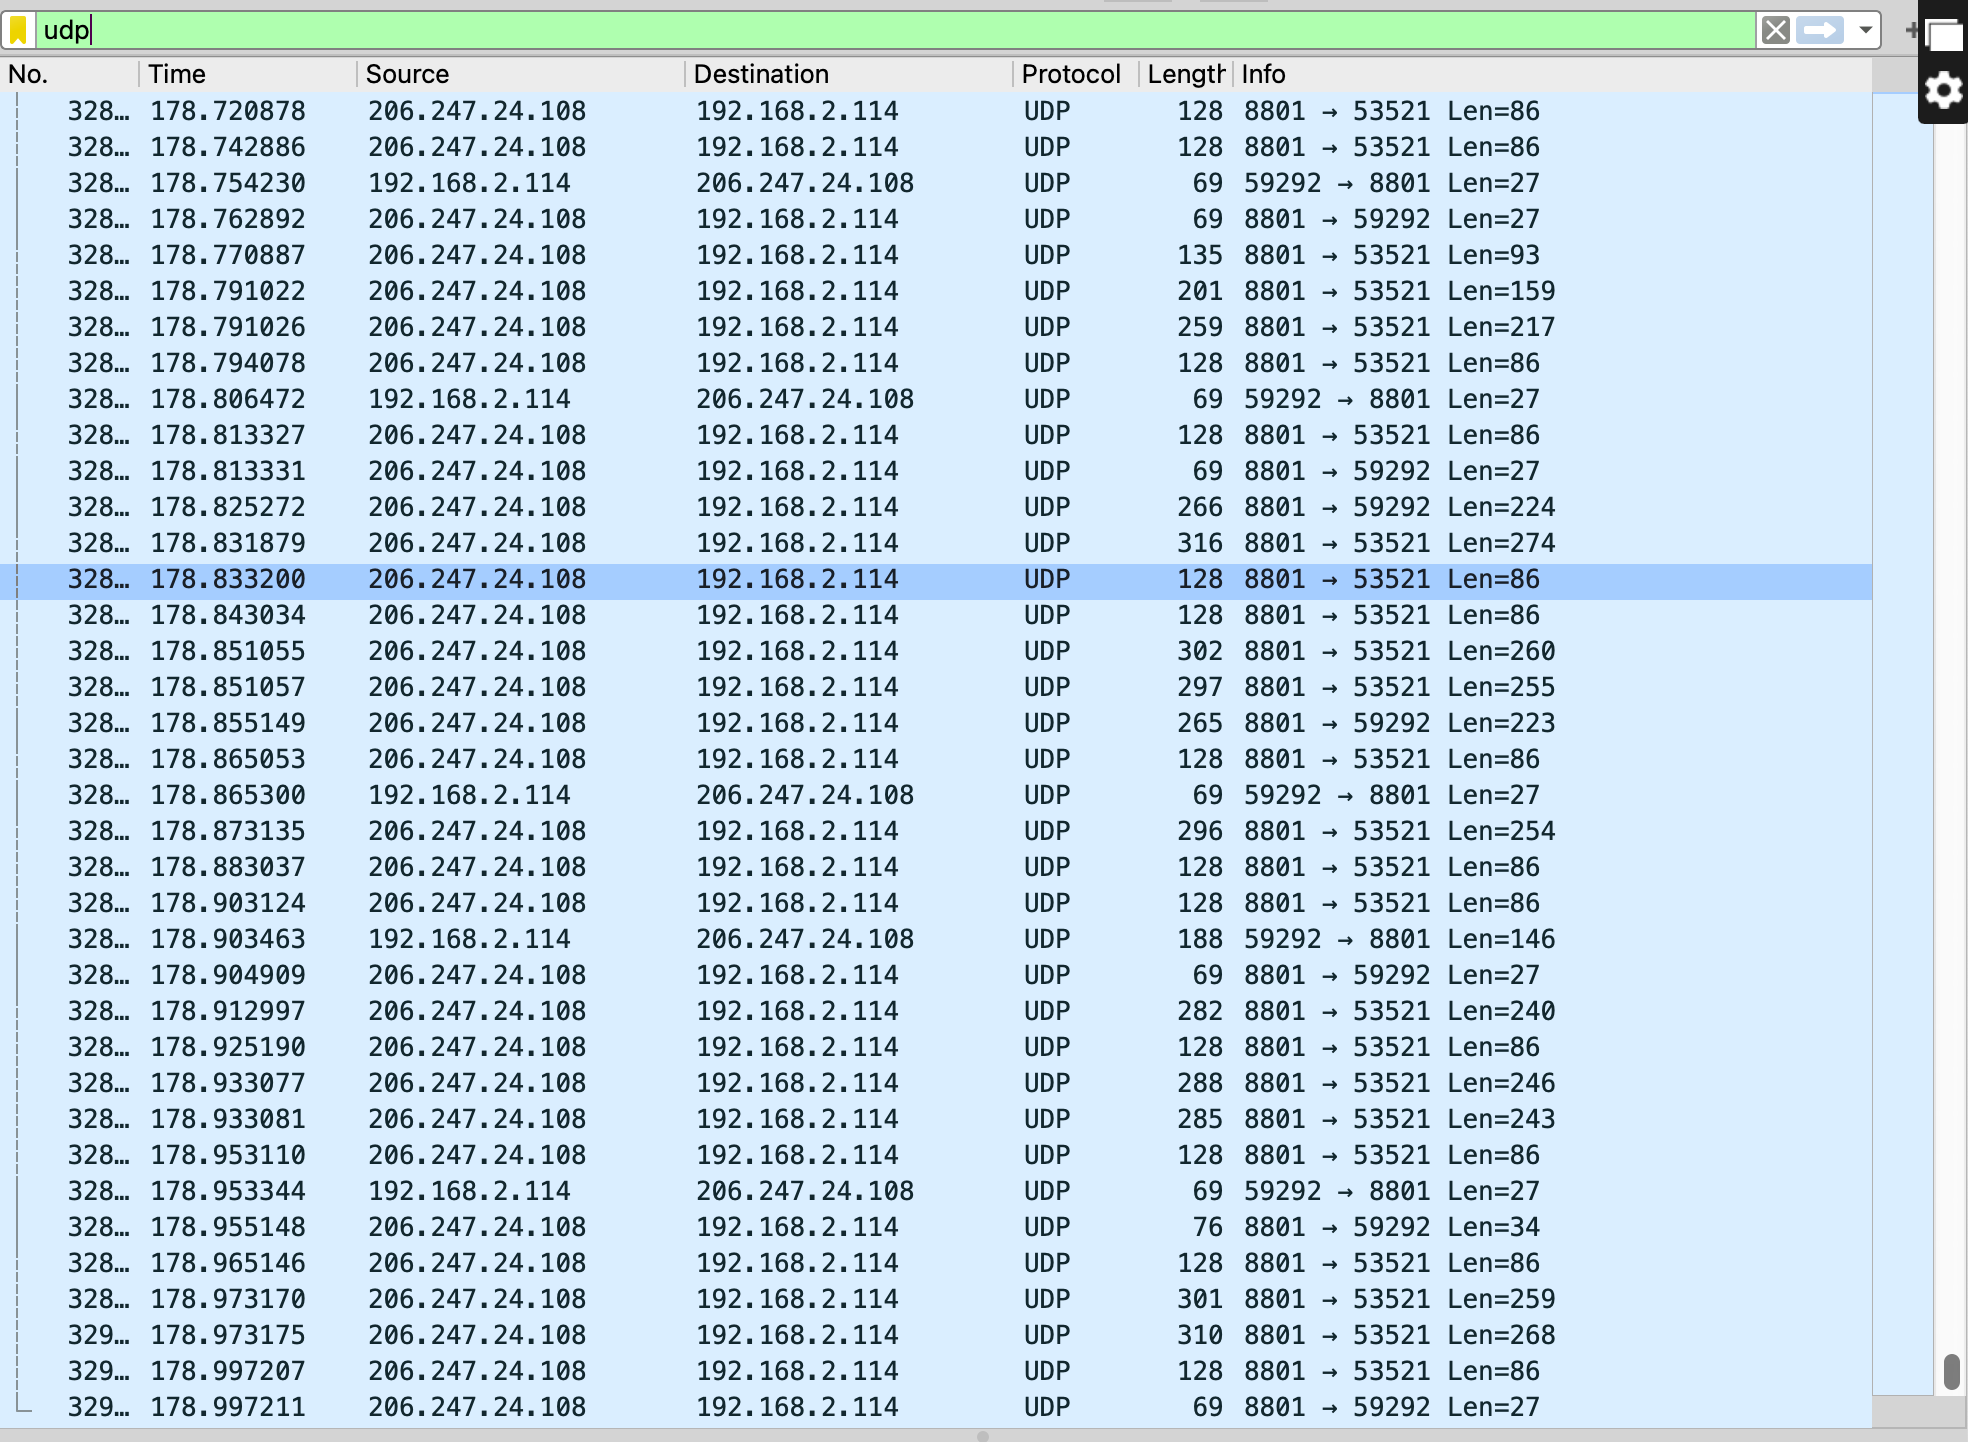 udp
No. Time Source Destination Protocol Length Info
328… 178.720878 206.247.24.108 192.168.2.114 UDP 128 8801 → 53521 Len=86
328… 178.742886 206.247.24.108 192.168.2.114 UDP 128 8801 → 53521 Len=86
328… 178.754230 192.168.2.114 206.247.24.108 UDP 69 59292 → 8801 Len=27
328… 178.762892 206.247.24.108 192.168.2.114 UDP 69 8801 → 59292 Len=27
328… 178.770887 206.247.24.108 192.168.2.114 UDP 135 8801 → 53521 Len=93
328… 178.791022 206.247.24.108 192.168.2.114 UDP 201 8801 → 53521 Len=159
328… 178.791026 206.247.24.108 192.168.2.114 UDP 259 8801 → 53521 Len=217
328… 178.794078 206.247.24.108 192.168.2.114 UDP 128 8801 → 53521 Len=86
328… 178.806472 192.168.2.114 206.247.24.108 UDP 69 59292 → 8801 Len=27
328… 178.813327 206.247.24.108 192.168.2.114 UDP 128 8801 → 53521 Len=86
328… 178.813331 206.247.24.108 192.168.2.114 UDP 69 8801 → 59292 Len=27
328… 178.825272 206.247.24.108 192.168.2.114 UDP 266 8801 → 59292 Len=224
328… 178.831879 206.247.24.108 192.168.2.114 UDP 316 8801 → 53521 Len=274
328… 178.833200 206.247.24.108 192.168.2.114 UDP 128 8801 → 53521 Len=86
328… 178.843034 206.247.24.108 192.168.2.114 UDP 128 8801 → 53521 Len=86
328… 178.851055 206.247.24.108 192.168.2.114 UDP 302 8801 → 53521 Len=260
328… 178.851057 206.247.24.108 192.168.2.114 UDP 297 8801 → 53521 Len=255
328… 178.855149 206.247.24.108 192.168.2.114 UDP 265 8801 → 59292 Len=223
328… 178.865053 206.247.24.108 192.168.2.114 UDP 128 8801 → 53521 Len=86
328… 178.865300 192.168.2.114 206.247.24.108 UDP 69 59292 → 8801 Len=27
328… 178.873135 206.247.24.108 192.168.2.114 UDP 296 8801 → 53521 Len=254
328… 178.883037 206.247.24.108 192.168.2.114 UDP 128 8801 → 53521 Len=86
328… 178.903124 206.247.24.108 192.168.2.114 UDP 128 8801 → 53521 Len=86
328… 178.903463 192.168.2.114 206.247.24.108 UDP 188 59292 → 8801 Len=146
328… 178.904909 206.247.24.108 192.168.2.114 UDP 69 8801 → 59292 Len=27
328… 178.912997 206.247.24.108 192.168.2.114 UDP 282 8801 → 53521 Len=240
328… 178.925190 206.247.24.108 192.168.2.114 UDP 128 8801 → 53521 Len=86
328… 178.933077 206.247.24.108 192.168.2.114 UDP 288 8801 → 53521 Len=246
328… 178.933081 206.247.24.108 192.168.2.114 UDP 285 8801 → 53521 Len=243
328… 178.953110 206.247.24.108 192.168.2.114 UDP 128 8801 → 53521 Len=86
328… 178.953344 192.168.2.114 206.247.24.108 UDP 69 59292 → 8801 Len=27
328… 178.955148 206.247.24.108 192.168.2.114 UDP 76 8801 → 59292 Len=34
328… 178.965146 206.247.24.108 192.168.2.114 UDP 128 8801 → 53521 Len=86
328… 178.973170 206.247.24.108 192.168.2.114 UDP 301 8801 → 53521 Len=259
329… 178.973175 206.247.24.108 192.168.2.114 UDP 310 8801 → 53521 Len=268
329… 178.997207 206.247.24.108 192.168.2.114 UDP 128 8801 → 53521 Len=86
329… 178.997211 206.247.24.108 192.168.2.114 UDP 69 8801 → 59292 Len=27